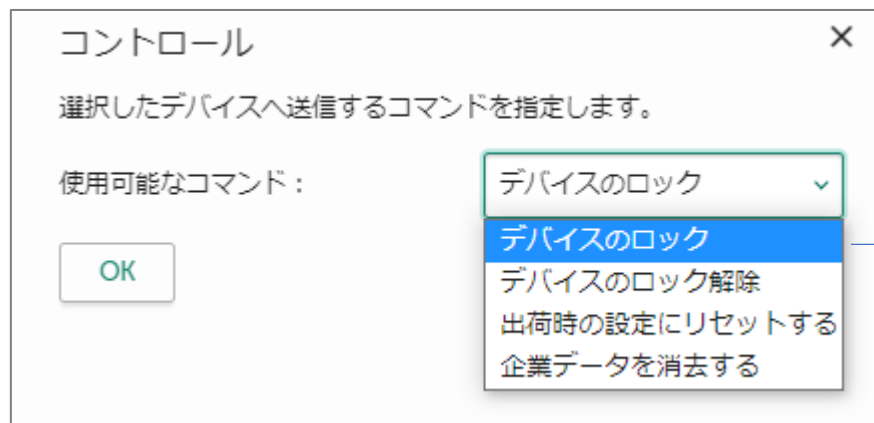 コントロール
選択したデバイスへ送信するコマンドを指定します。
使用可能なコマンド： デバイスのロック
デバイスのロック
OK
デバイスのロック解除
出荷時の設定にリセットする
企業データを消去する